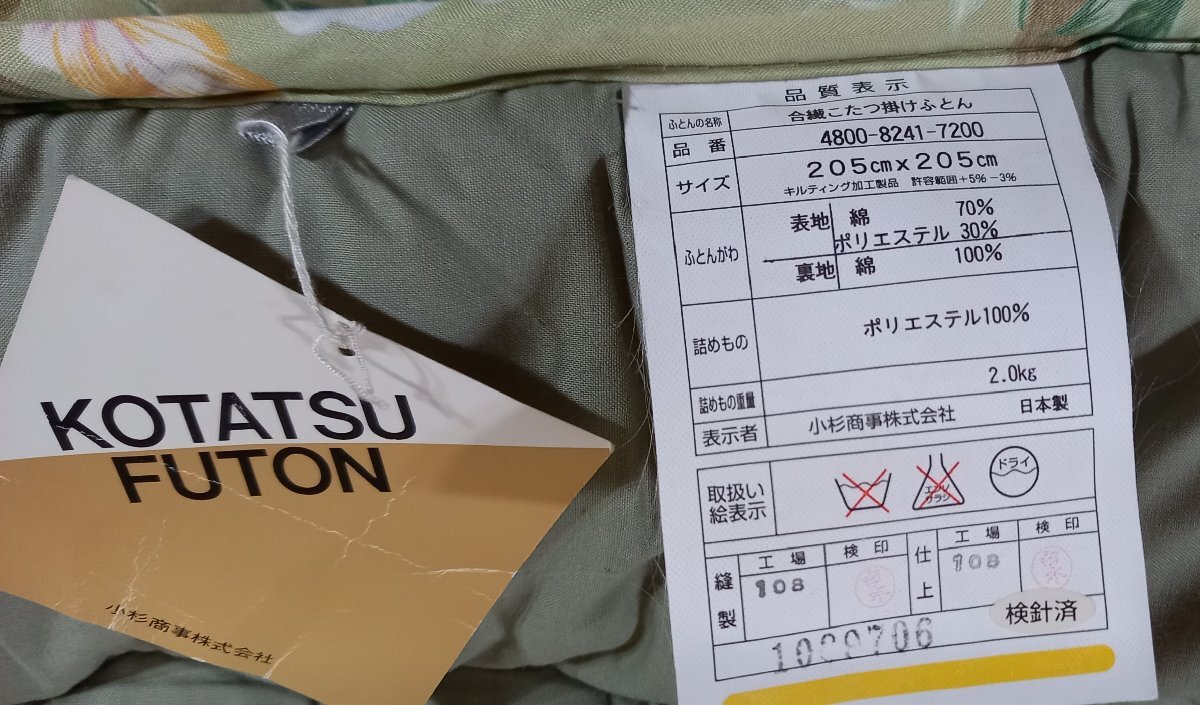 KOTATSU
FUTON
小杉商事株式会社
品質表示
ふとんの名称 合繊こたつ掛けふとん
品番 4800-8241-7200
サイズ 205cm×205cm
キルティング加工製品 許容範囲+5% -3%
ふとんがわ 表地 綿 70%
ポリエステル 30%
裏地 綿 100%
詰めもの ポリエステル100%
詰めもの重量 2.0kg
表示者 小杉商事株式会社 日本製
取扱い
絵表示
エンソ
サラシ
ドライ
縫製 工場 検印 仕上 工場 検印
108 108
検針済